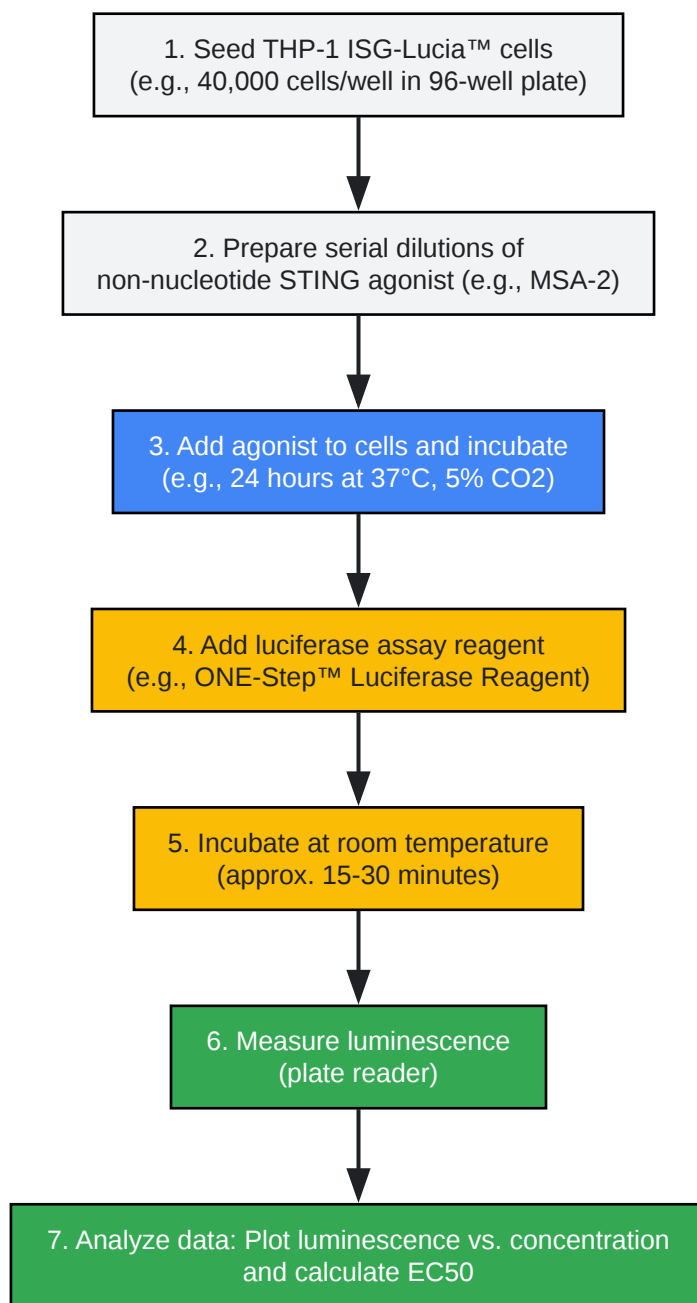 1. Seed THP-1 ISG-Lucia™ cells
(e.g., 40,000 cells/well in 96-well plate)
2. Prepare serial dilutions of
non-nucleotide STING agonist (e.g., MSA-2)
3. Add agonist to cells and incubate
(e.g., 24 hours at 37°C, 5% CO2)
4. Add luciferase assay reagent
(e.g., ONE-Step™ Luciferase Reagent)
5. Incubate at room temperature
(approx. 15-30 minutes)
6. Measure luminescence
(plate reader)
7. Analyze data: Plot luminescence vs. concentration
and calculate EC50